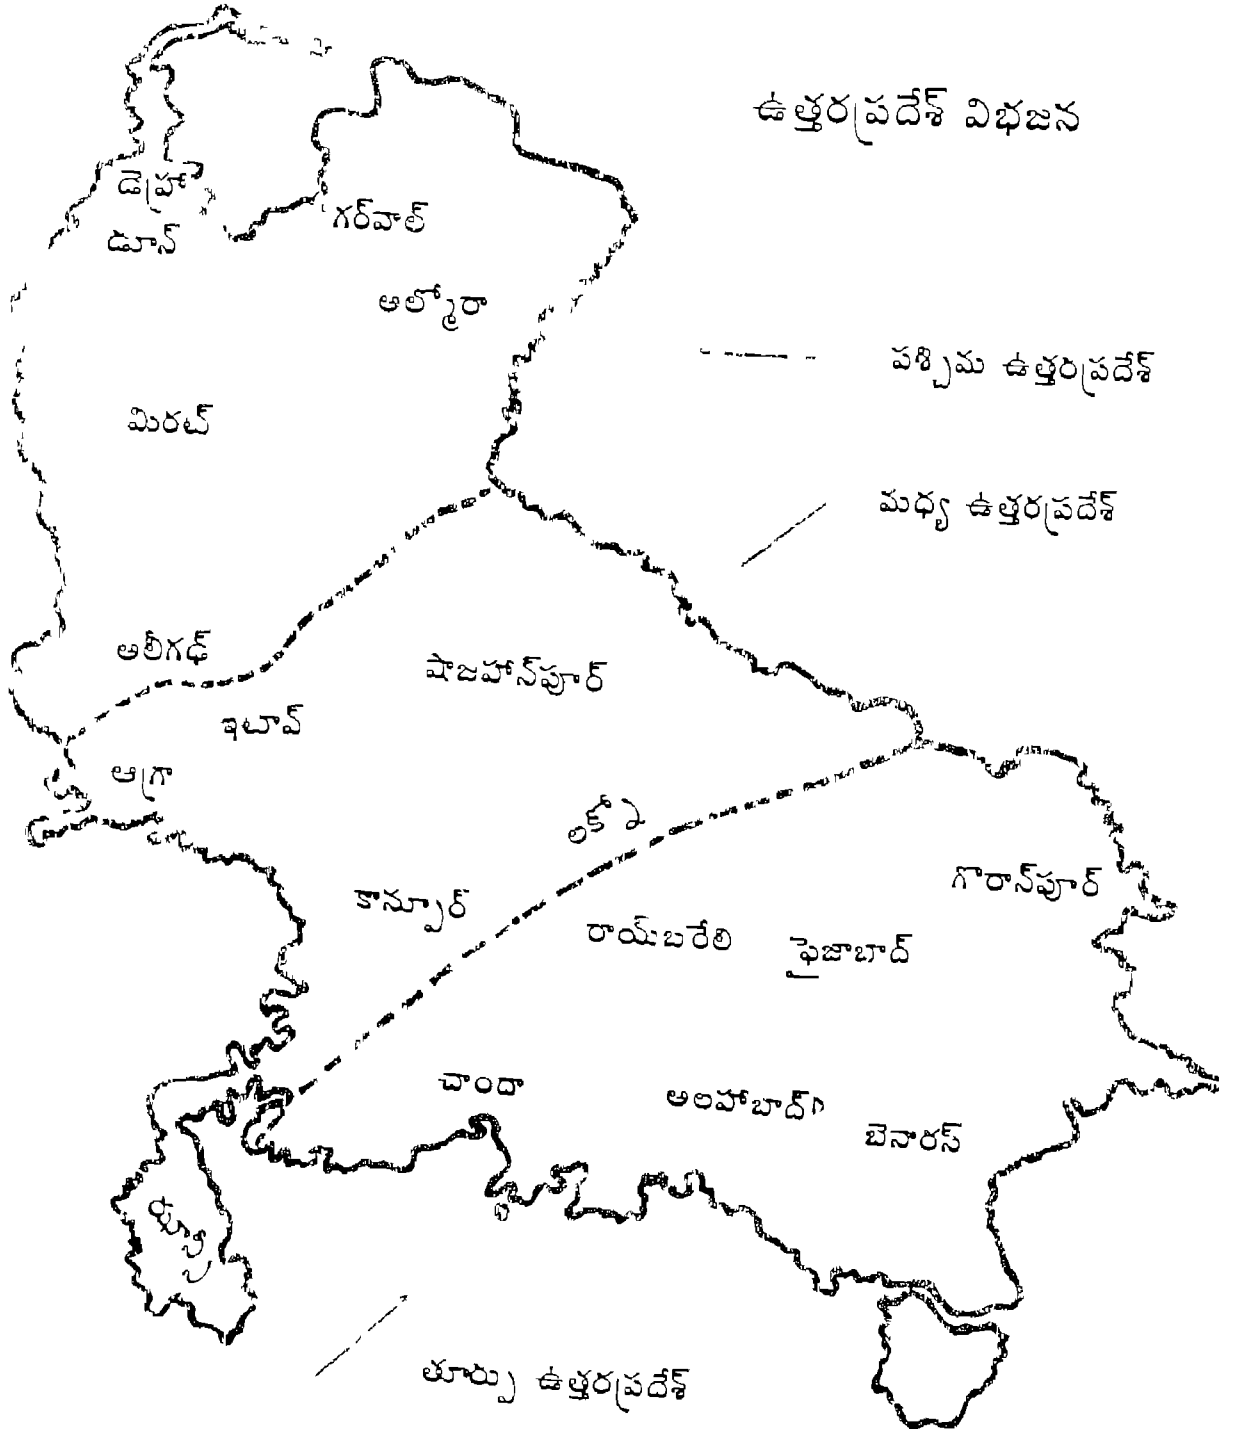 ఉత్తరప్రదేశ్ విభజన
డెహ్రా
డూన్
గర్‌వాల్
ఆల్మోరా
పశ్చిమ ఉత్తరప్రదేశ్
మిరట్
మధ్య ఉత్తరప్రదేశ్
అలీగఢ్
షాజహాన్‌పూర్
ఇటావ్
ఆగ్రా
లక్నో
గొరాన్‌పూర్
కాన్పూర్
రాయ్‌బరేలి
ఫైజాబాద్
చాందా
అలహాబాద్
బెనారస్
తూర్పు ఉత్తరప్రదేశ్